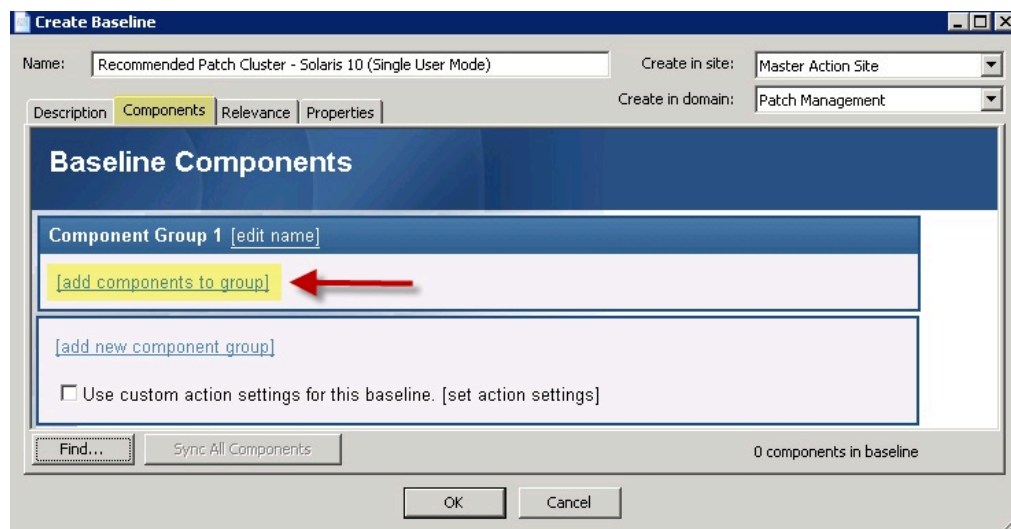 Create Baseline
Name: Recommended Patch Cluster - Solaris 10 (Single User Mode) Create in site: Master Action Site
Create in domain: Patch Management
Description Components Relevance Properties
Baseline Components
Component Group 1 [edit name]
[add components to group]
[add new component group]
Use custom action settings for this baseline. [set action settings]
Find... Sync All Components 0 components in baseline
OK Cancel